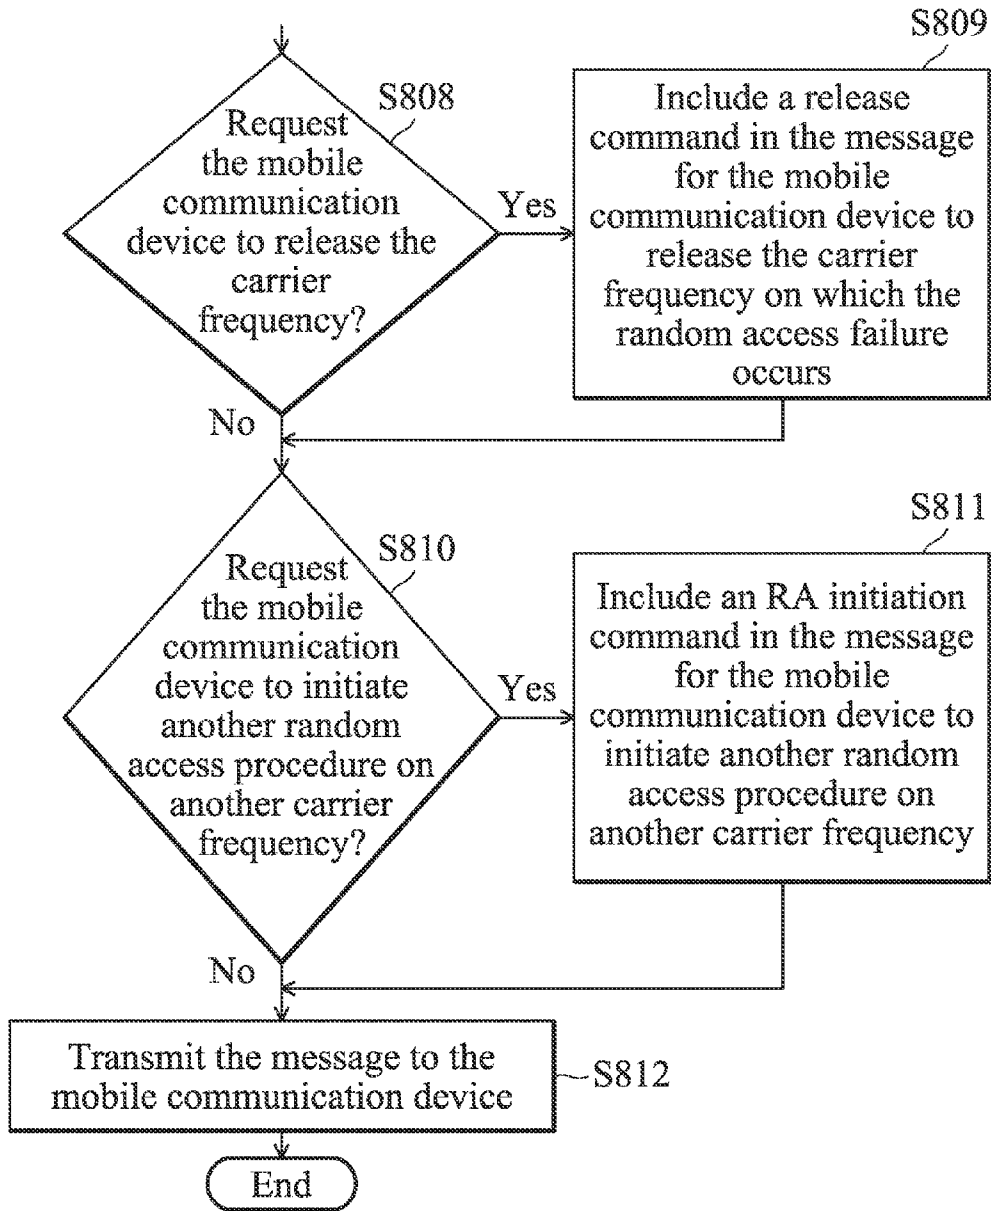 S808
Request
the mobile
communication
device to release the
carrier
frequency?
Yes
No
S809
Include a release
command in the message
for the mobile
communication device to
release the carrier
frequency on which the
random access failure
occurs
S810
Request
the mobile
communication
device to initiate
another random
access procedure on
another carrier
frequency?
Yes
No
S811
Include an RA initiation
command in the message
for the mobile
communication device to
initiate another random
access procedure on
another carrier frequency
Transmit the message to the
mobile communication device
S812
End